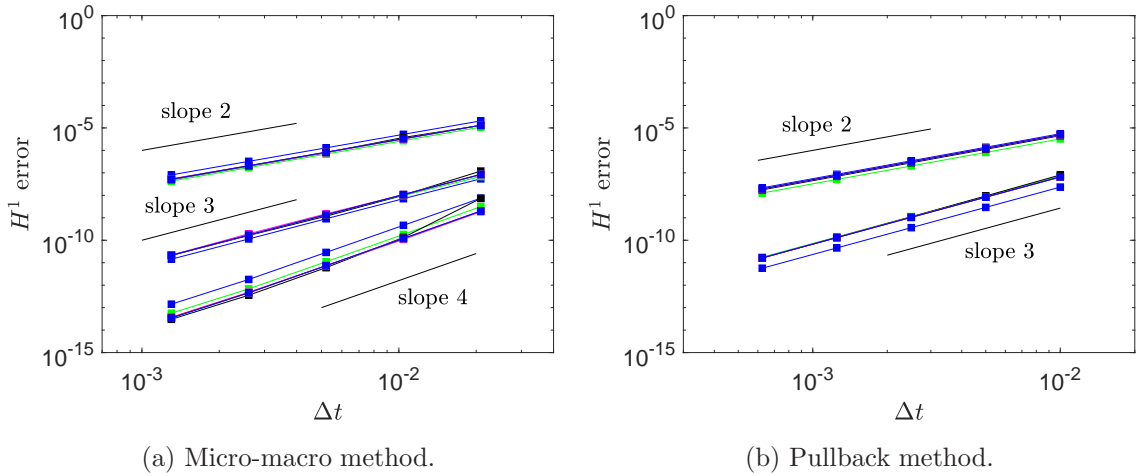 10^0
10^-5
10^-10
10^-15
H^1 error
slope 2
slope 3
slope 4
10^-3
10^-2
Δt
(a) Micro-macro method.
10^0
10^-5
10^-10
10^-15
H^1 error
slope 2
slope 3
10^-3
10^-2
Δt
(b) Pullback method.